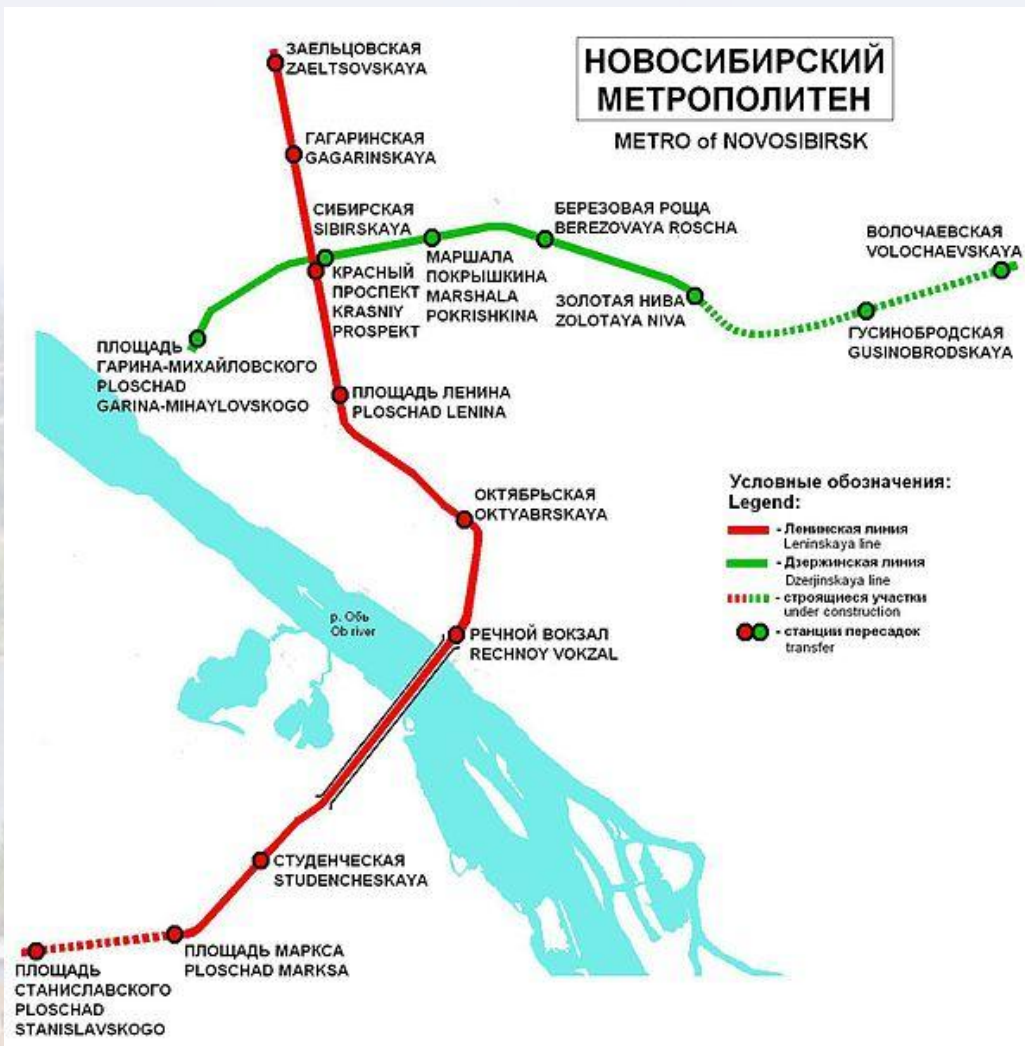 НОВОСИБИРСКИЙ
МЕТРОПОЛИТЕН
METRO of NOVOSIBIRSK
ЗАЕЛЬЦОВСКАЯ
ZAELTSOVSKAYA
ГАГАРИНСКАЯ
GAGARINSKAYA
СИБИРСКАЯ
SIBIRSKAYA
БЕРЕЗОВАЯ РОЩА
BEREZOVAYA ROSCHA
ВОЛОЧАЕВСКАЯ
VOLOCHAEVSKAYA
МАРШАЛА
ПОКРЫШКИНА
MARSHALA
POKRISHKINA
КРАСНЫЙ
ПРОСПЕКТ
KRASNIY
PROSPEKT
ЗОЛОТАЯ НИВА
ZOLOTAYA NIVA
ГУСИНОБРОДСКАЯ
GUSINOBRODSKAYA
ПЛОЩАДЬ
ГАРИНА-МИХАЙЛОВСКОГО
PLOSCHAD
GARINA-MIHAYLOVSKOGO
ПЛОЩАДЬ ЛЕНИНА
PLOSCHAD LENINA
ОКТЯБРЬСКАЯ
OKTYABRSKAYA
Условные обозначения:
Legend:
- Ленинская линия
Leninskaya line
- Дзержинская линия
Dzerjinskaya line
- строящиеся участки
under construction
- станции пересадок
transfer
р. Обь
Ob river
РЕЧНОЙ ВОКЗАЛ
RECHNOY VOKZAL
СТУДЕНЧЕСКАЯ
STUDENCHESKAYA
ПЛОЩАДЬ МАРКСА
PLOSCHAD MARKSA
ПЛОЩАДЬ
СТАНИСЛАВСКОГО
PLOSCHAD
STANISLAVSKOGO